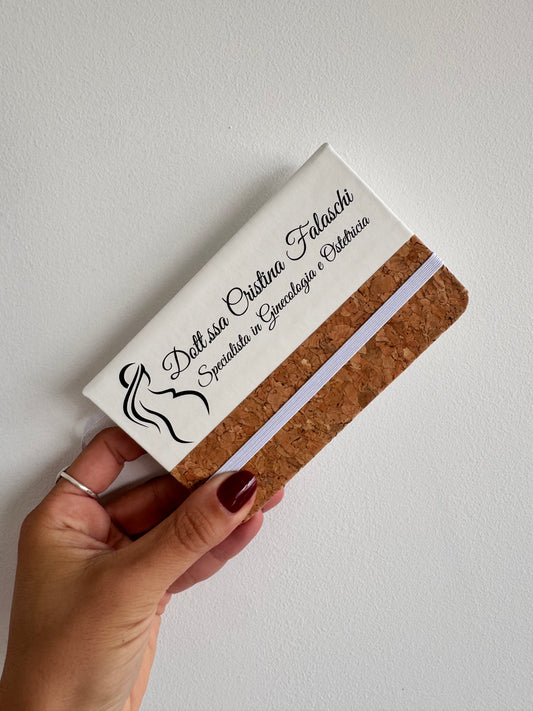 Dott.ssa Cristina Falaschi
Specialista in Ginecologia e Ostetricia